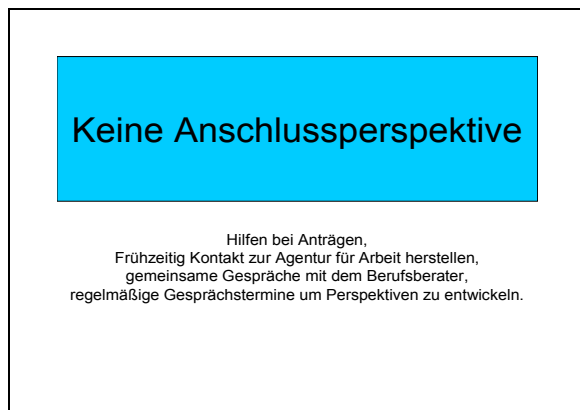 Keine Anschlussperspektive
Hilfen bei Anträgen,
Frühzeitig Kontakt zur Agentur für Arbeit herstellen,
gemeinsame Gespräche mit dem Berufsberater,
regelmäßige Gesprächstermine um Perspektiven zu entwickeln.